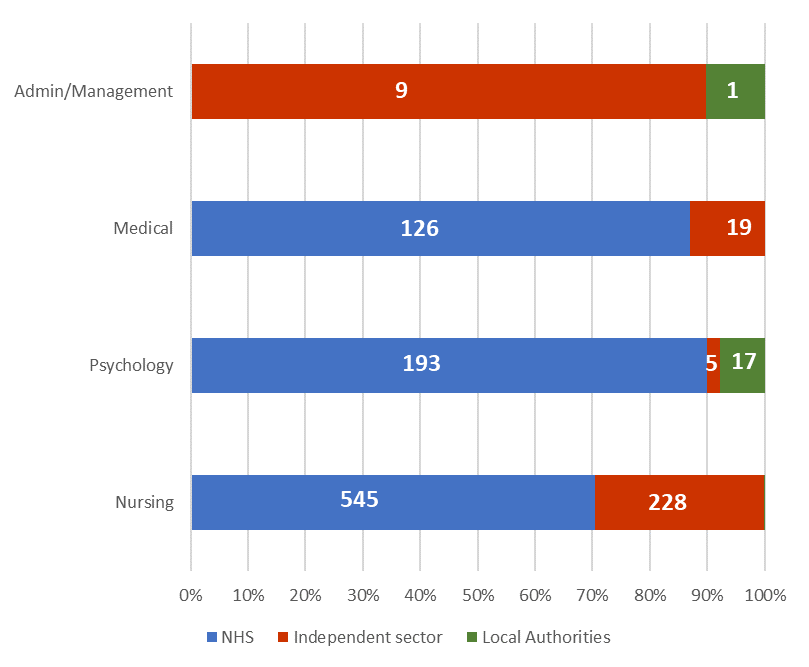 Admin/Management 9 1
Medical 126 19
Psychology 193 5 17
Nursing 545 228
0% 10% 20% 30% 40% 50% 60% 70% 80% 90% 100%
NHS Independent sector Local Authorities